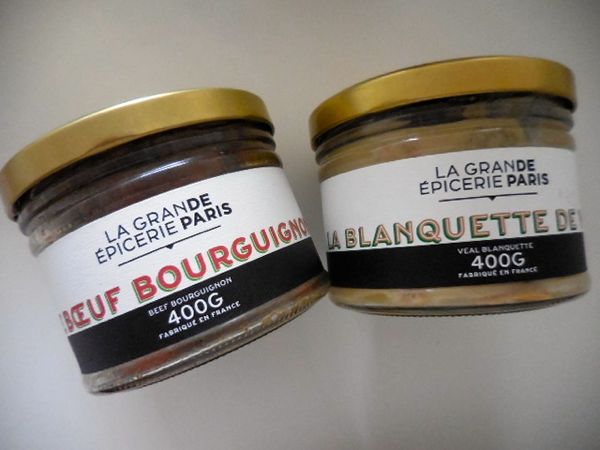 LA GRANDE
ÉPICERIE PARIS
BŒUF BOURGUIGNO
BEEF BOURGUIGNON
400G
FABRIQUÉ EN FRANCE
LA GRANDE
ÉPICERIE PARIS
LA BLANQUETTE DE
VEAL BLANQUETTE
400G
FABRIQUÉ EN FRANCE